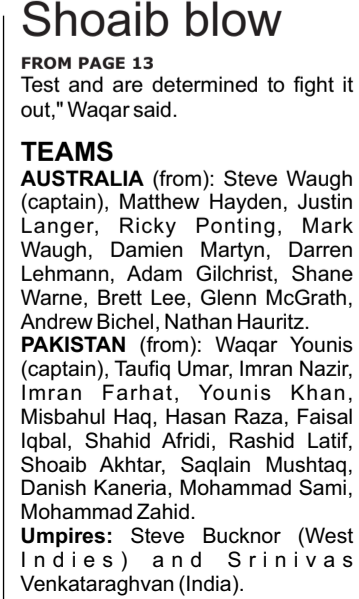 Shoaib blow
FROM PAGE 13
Test and are determined to fight it
out," Waqar said.
TEAMS
AUSTRALIA (from): Steve Waugh
(captain), Matthew Hayden, Justin
Langer, Ricky Ponting, Mark
Waugh, Damien Martyn, Darren
Lehmann, Adam Gilchrist, Shane
Warne, Brett Lee, Glenn McGrath,
Andrew Bichel, Nathan Hauritz.
PAKISTAN (from): Waqar Younis
(captain), Taufiq Umar, Imran Nazir,
Imran Farhat, Younis Khan,
Misbahul Haq, Hasan Raza, Faisal
Iqbal, Shahid Afridi, Rashid Latif,
Shoaib Akhtar, Saqlain Mushtaq,
Danish Kaneria, Mohammad Sami,
Mohammad Zahid.
Umpires: Steve Bucknor (West
Indies) and Srinivas
Venkataraghvan (India).